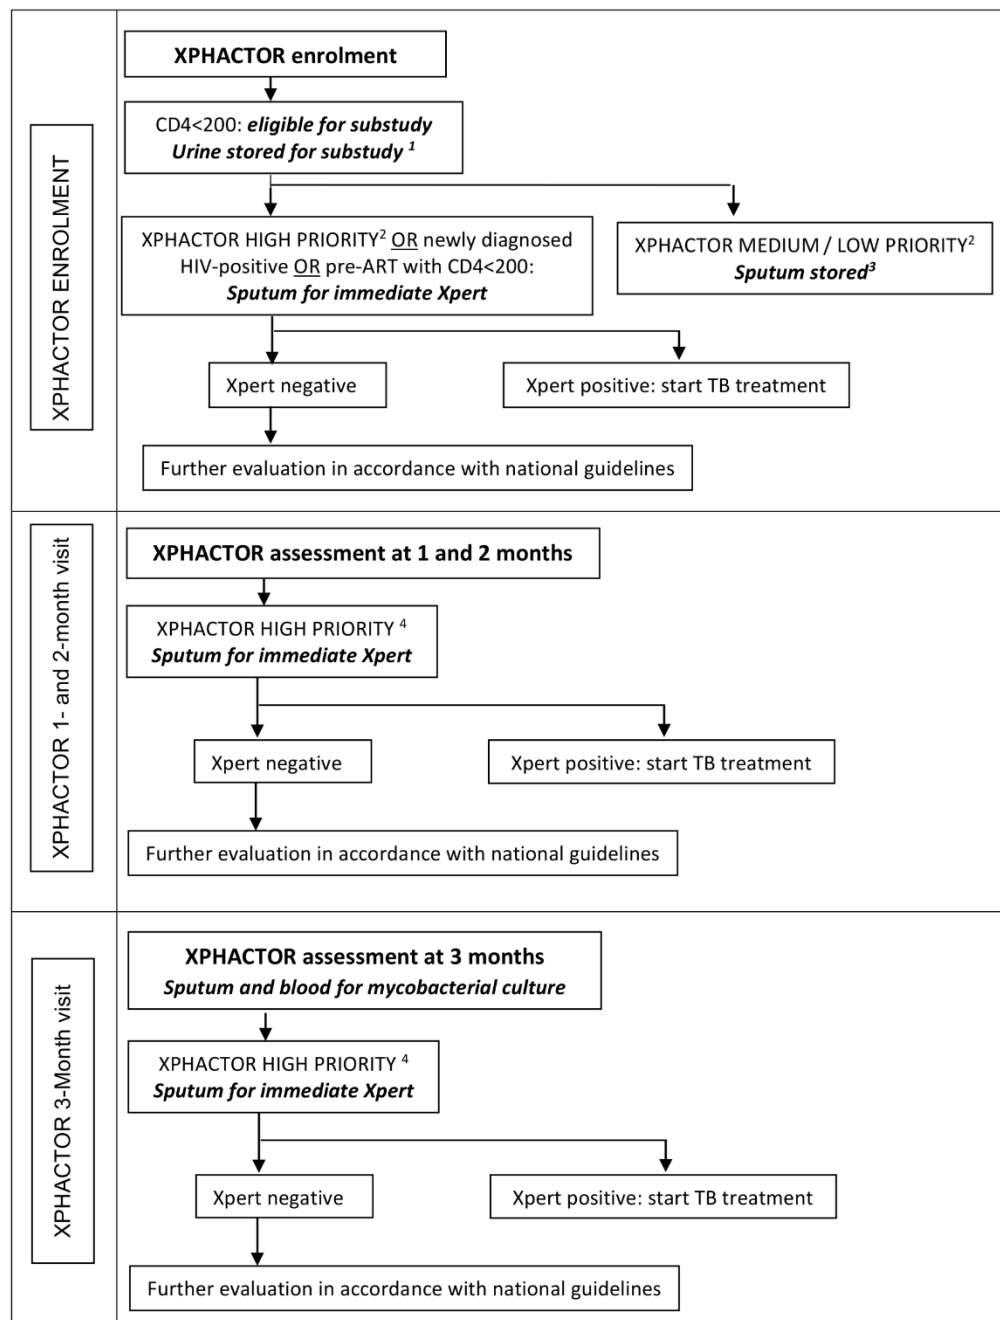 XPHACTOR ENROLMENT
XPHACTOR enrolment
CD4<200: eligible for substudy
Urine stored for substudy ¹
XPHACTOR HIGH PRIORITY² OR newly diagnosed
HIV-positive OR pre-ART with CD4<200:
Sputum for immediate Xpert
XPHACTOR MEDIUM / LOW PRIORITY²
Sputum stored³
Xpert negative
Xpert positive: start TB treatment
Further evaluation in accordance with national guidelines
XPHACTOR 1- and 2-month visit
XPHACTOR assessment at 1 and 2 months
XPHACTOR HIGH PRIORITY ⁴
Sputum for immediate Xpert
Xpert negative
Xpert positive: start TB treatment
Further evaluation in accordance with national guidelines
XPHACTOR 3-Month visit
XPHACTOR assessment at 3 months
Sputum and blood for mycobacterial culture
XPHACTOR HIGH PRIORITY ⁴
Sputum for immediate Xpert
Xpert negative
Xpert positive: start TB treatment
Further evaluation in accordance with national guidelines